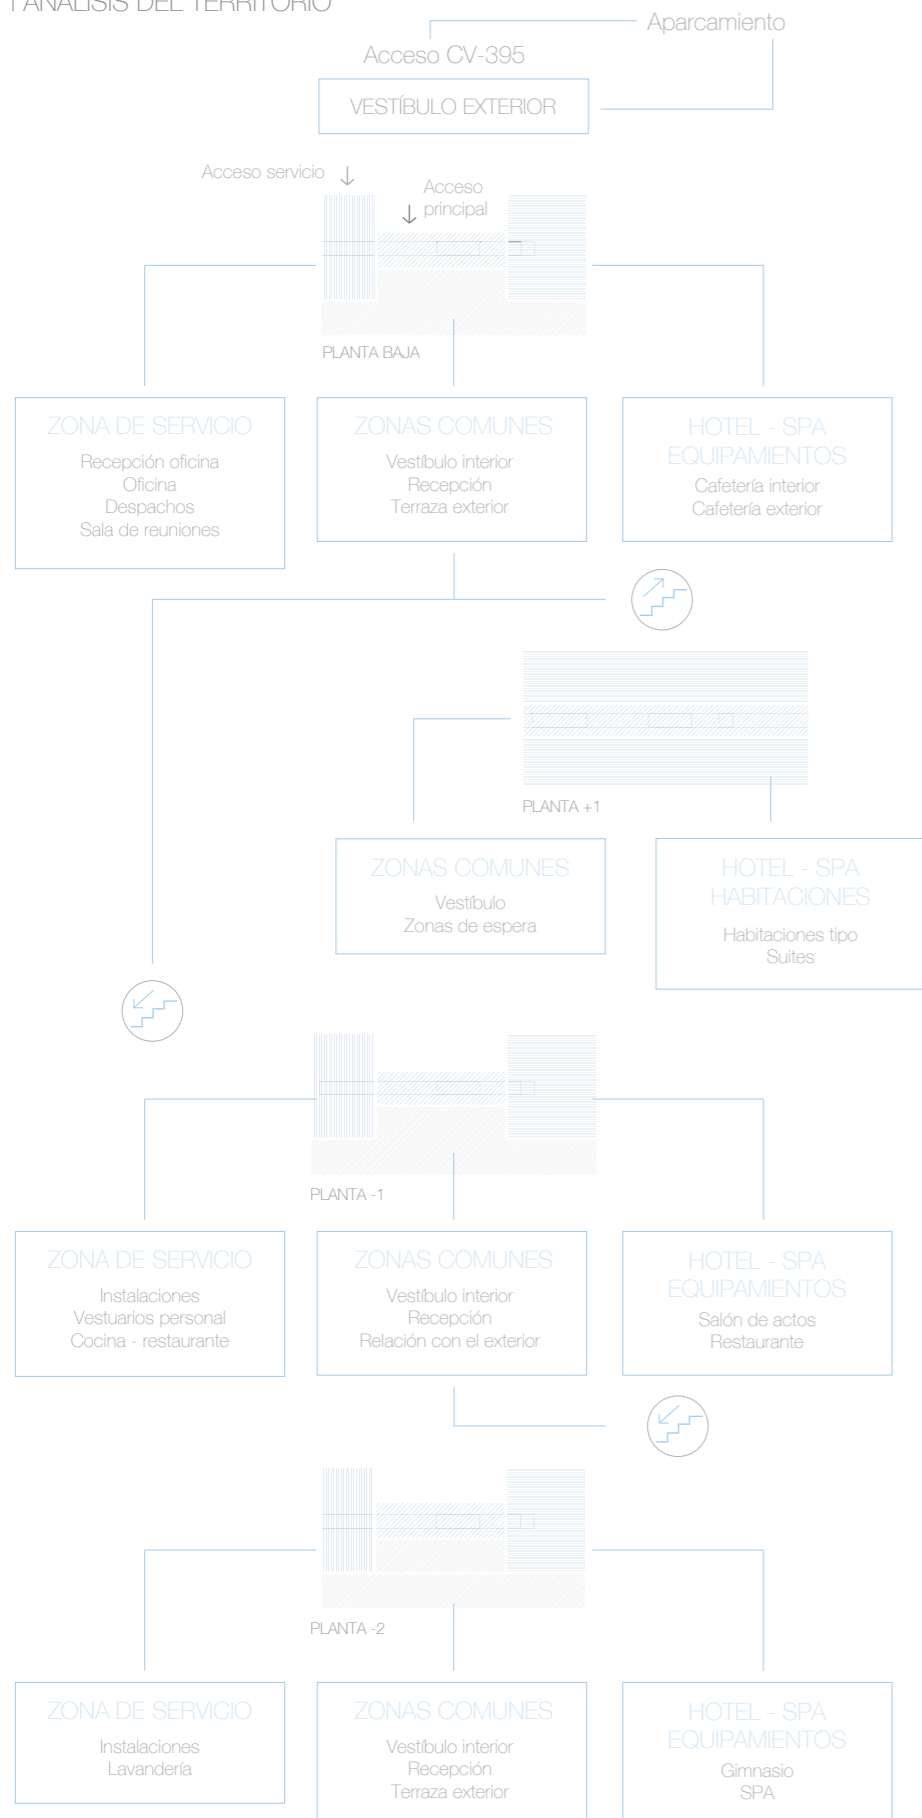 I ANÁLISIS DEL TERRITORIO
Aparcamiento
Acceso CV-395
VESTÍBULO EXTERIOR
Acceso servicio
Acceso
principal
PLANTA BAJA
ZONA DE SERVICIO
Recepción oficina
Oficina
Despachos
Sala de reuniones
ZONAS COMUNES
Vestíbulo interior
Recepción
Terraza exterior
HOTEL - SPA
EQUIPAMIENTOS
Cafetería interior
Cafetería exterior
PLANTA +1
ZONAS COMUNES
Vestíbulo
Zonas de espera
HOTEL - SPA
HABITACIONES
Habitaciones tipo
Suites
PLANTA -1
ZONA DE SERVICIO
Instalaciones
Vestuarios personal
Cocina - restaurante
ZONAS COMUNES
Vestíbulo interior
Recepción
Relación con el exterior
HOTEL - SPA
EQUIPAMIENTOS
Salón de actos
Restaurante
PLANTA -2
ZONA DE SERVICIO
Instalaciones
Lavandería
ZONAS COMUNES
Vestíbulo interior
Recepción
Terraza exterior
HOTEL - SPA
EQUIPAMIENTOS
Gimnasio
SPA